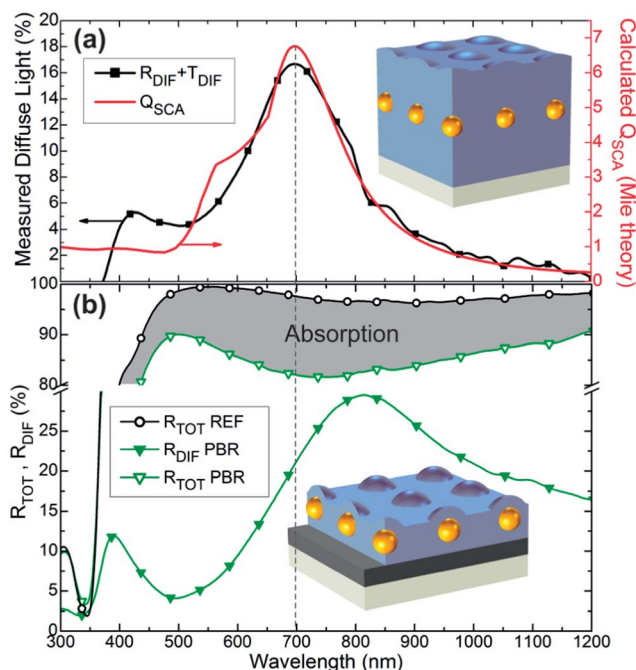 (a)
R_DIF+T_DIF
Q_SCA
Measured Diffuse Light (%)
20
18
16
14
12
10
8
6
4
2
Calculated Q_SCA (Mie theory)
7
6
5
4
3
2
1
0
(b)
Absorption
R_TOT REF
R_DIF PBR
R_TOT PBR
R_TOT, R_DIF (%)
100
90
80
25
20
15
10
5
0
300 400 500 600 700 800 900 1000 1100 1200
Wavelength (nm)